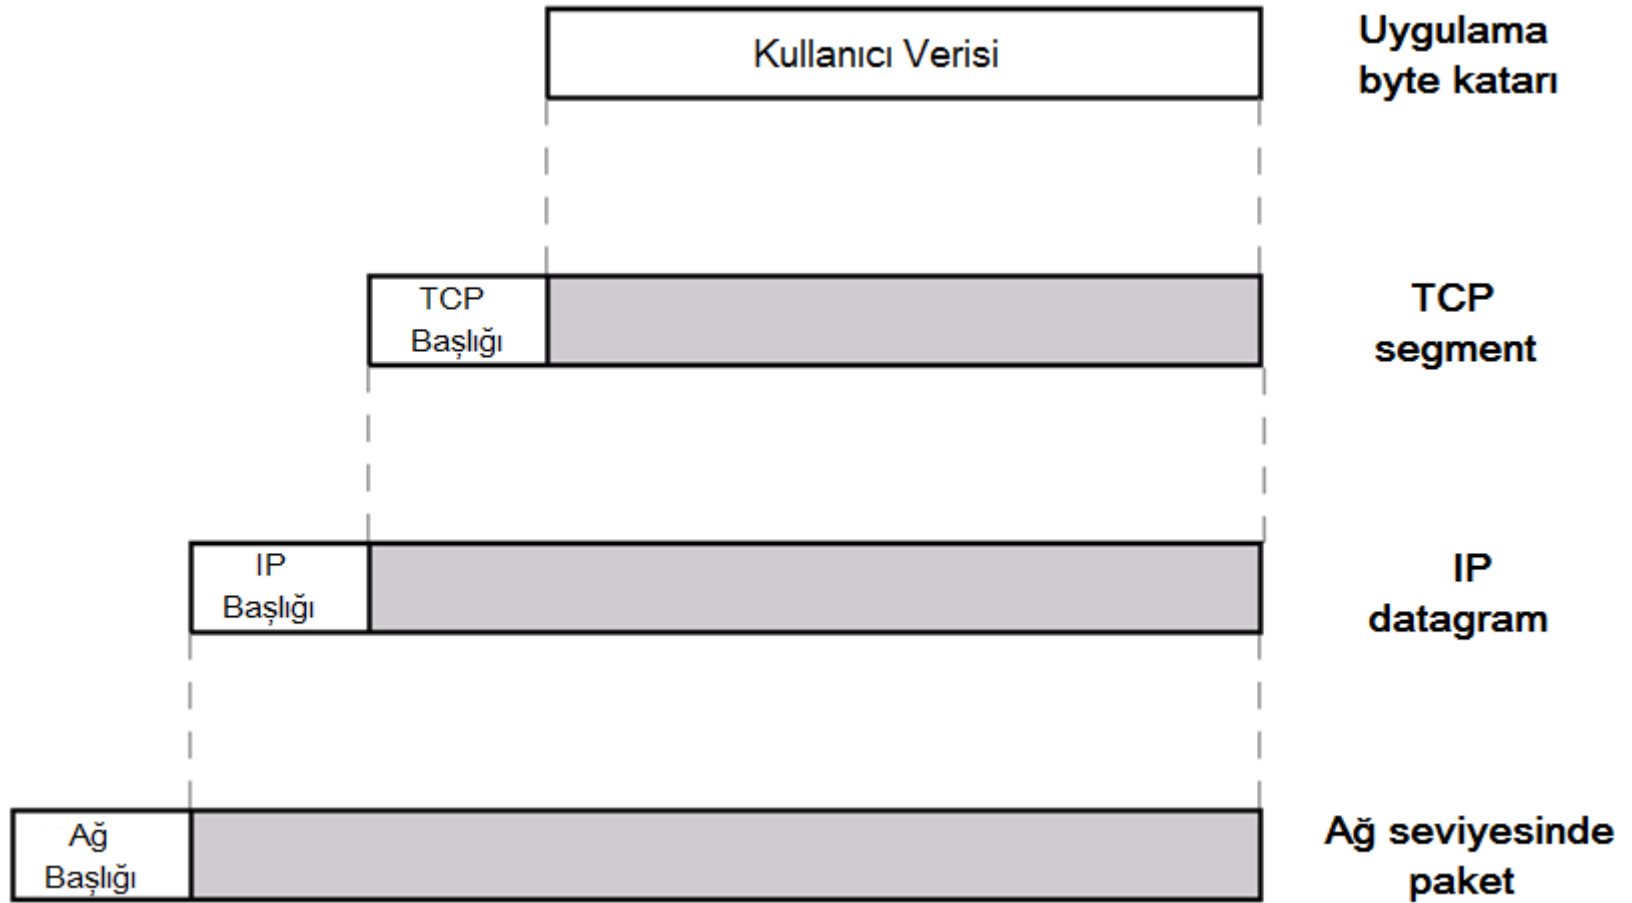 Kullanıcı Verisi
Uygulama
byte katarı
TCP
Başlığı
TCP
segment
IP
Başlığı
IP
datagram
Ağ
Başlığı
Ağ seviyesinde
paket